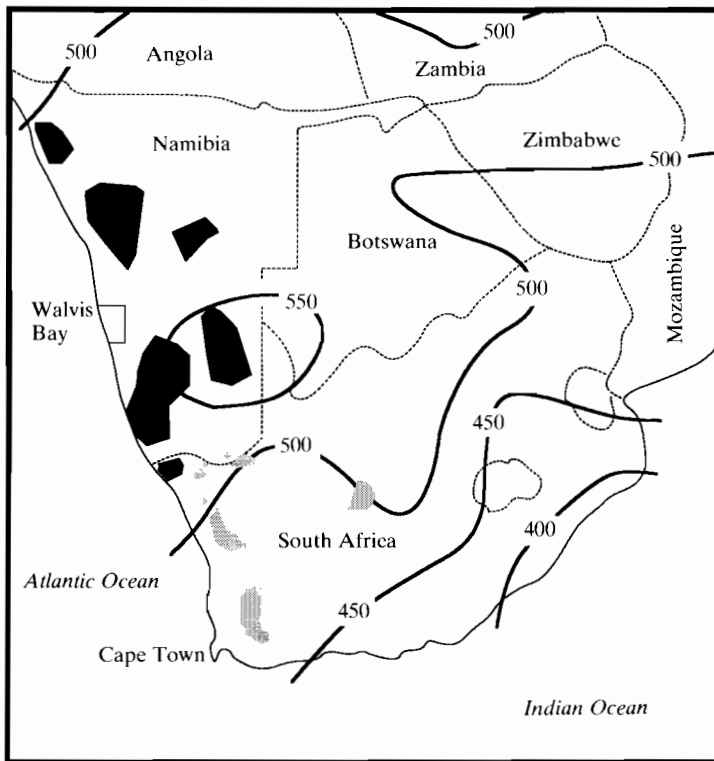 500
Angola
500
Zambia
Namibia
Zimbabwe
500
Botswana
Mozambique
500
550
Walvis
Bay
450
500
400
South Africa
Atlantic Ocean
450
Cape Town
Indian Ocean